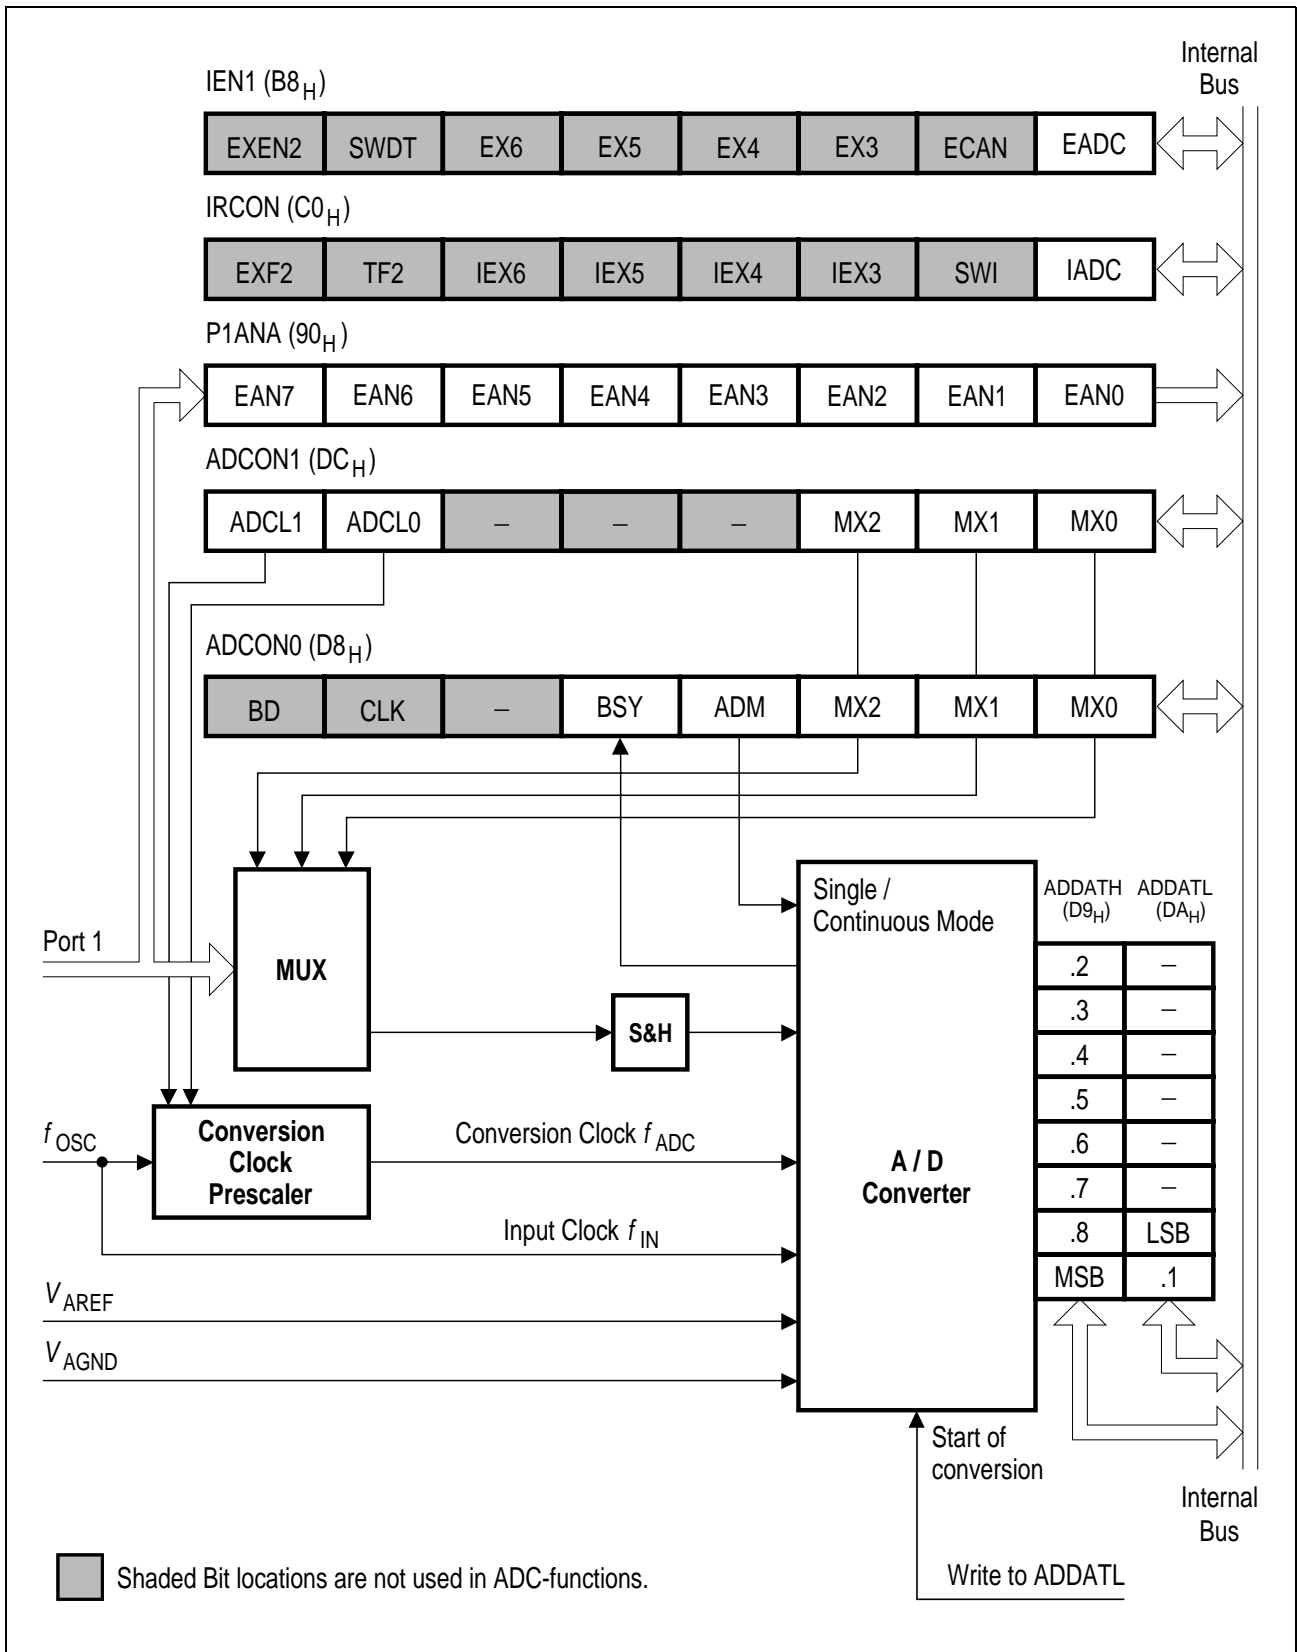 Internal
Bus
IEN1 (B8H)
EXEN2 SWDT EX6 EX5 EX4 EX3 ECAN EADC
IRCON (C0H)
EXF2 TF2 IEX6 IEX5 IEX4 IEX3 SWI IADC
P1ANA (90H)
EAN7 EAN6 EAN5 EAN4 EAN3 EAN2 EAN1 EAN0
ADCON1 (DCH)
ADCL1 ADCL0 – – – MX2 MX1 MX0
ADCON0 (D8H)
BD CLK – BSY ADM MX2 MX1 MX0
Single /
Continuous Mode
ADDATH ADDATL
(D9H) (DAH)
Port 1
MUX
S&H
.2 –
.3 –
.4 –
.5 –
.6 –
.7 –
.8 LSB
MSB .1
fOSC
Conversion
Clock
Prescaler
Conversion Clock fADC
A / D
Converter
Input Clock fIN
VAREF
VAGND
Start of
conversion
Internal
Bus
Write to ADDATL
Shaded Bit locations are not used in ADC-functions.